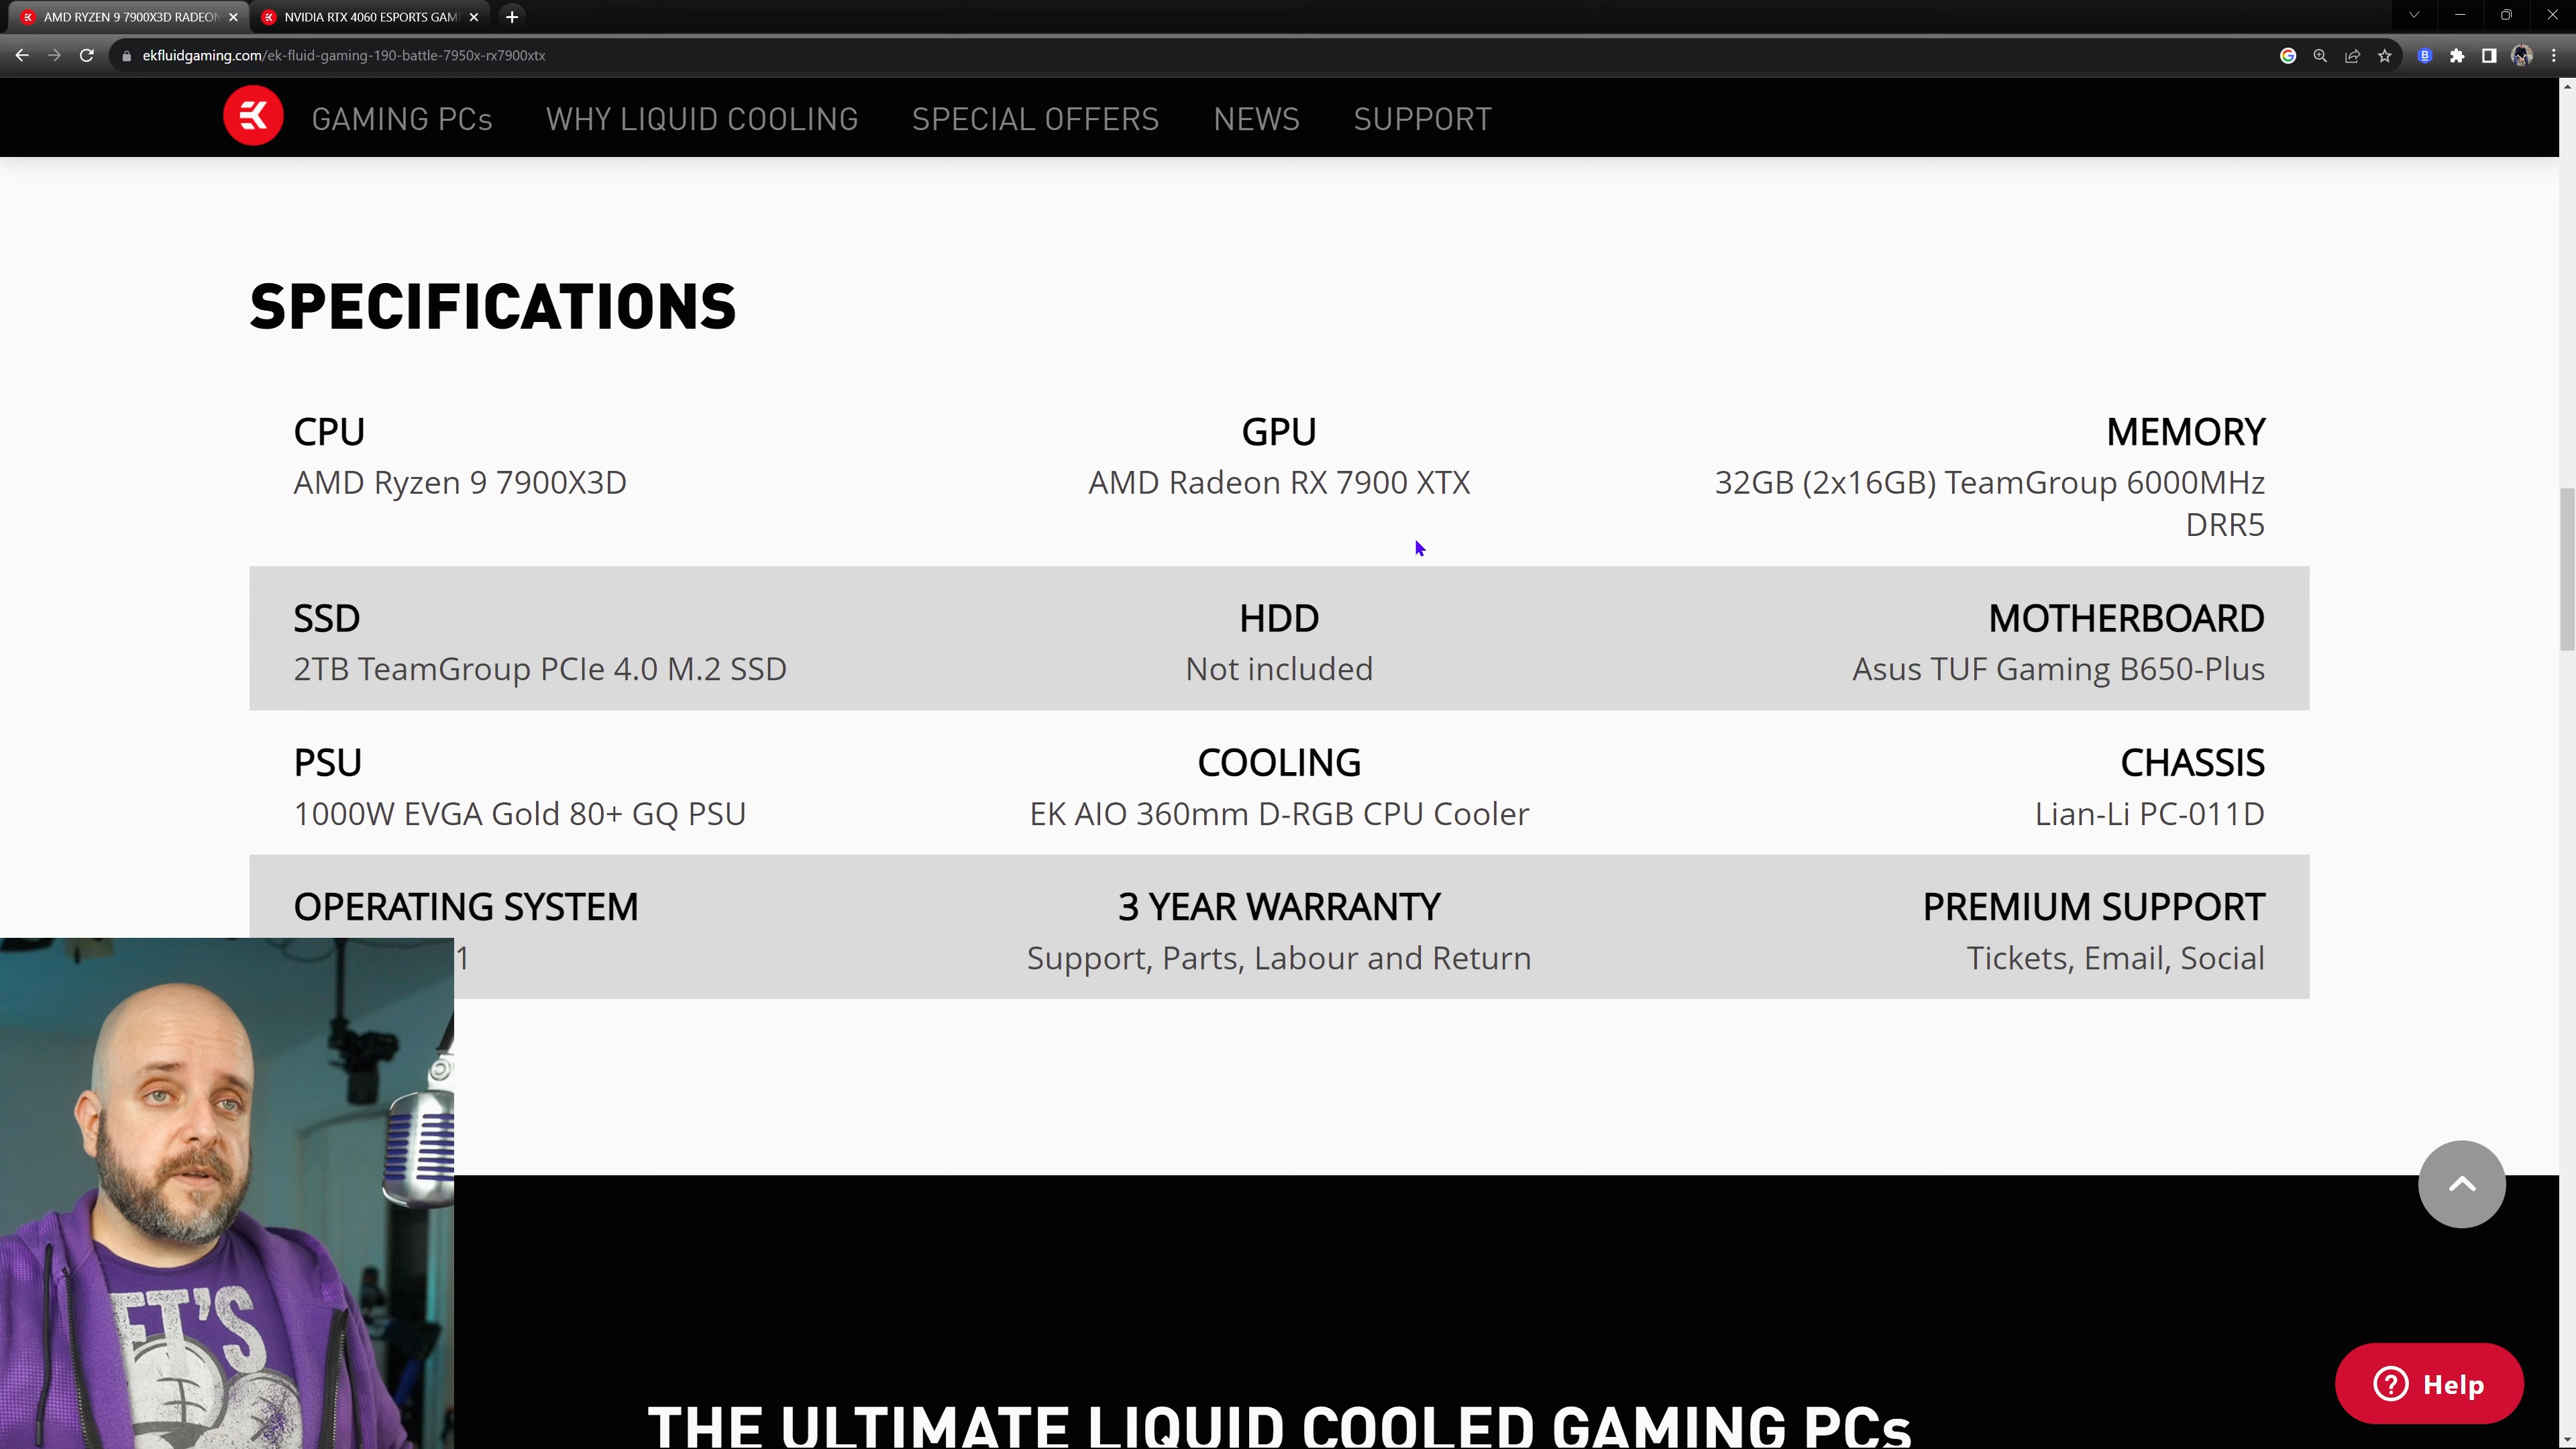 AMD RYZEN 9 7900X3D RADEON
NVIDIA RTX 4060 ESPORTS GAM
ekfluidgaming.com/ek-fluid-gaming-190-battle-7950x-rx7900xtx
GAMING PCs
WHY LIQUID COOLING
SPECIAL OFFERS
NEWS
SUPPORT
SPECIFICATIONS
CPU
AMD Ryzen 9 7900X3D
GPU
AMD Radeon RX 7900 XTX
MEMORY
32GB (2x16GB) TeamGroup 6000MHz
DRR5
SSD
2TB TeamGroup PCIe 4.0 M.2 SSD
HDD
Not included
MOTHERBOARD
Asus TUF Gaming B650-Plus
PSU
1000W EVGA Gold 80+ GQ PSU
COOLING
EK AIO 360mm D-RGB CPU Cooler
CHASSIS
Lian-Li PC-011D
OPERATING SYSTEM
1
3 YEAR WARRANTY
Support, Parts, Labour and Return
PREMIUM SUPPORT
Tickets, Email, Social
ET'S
THE ULTIMATE LIQUID COOLED GAMING PCs
Help